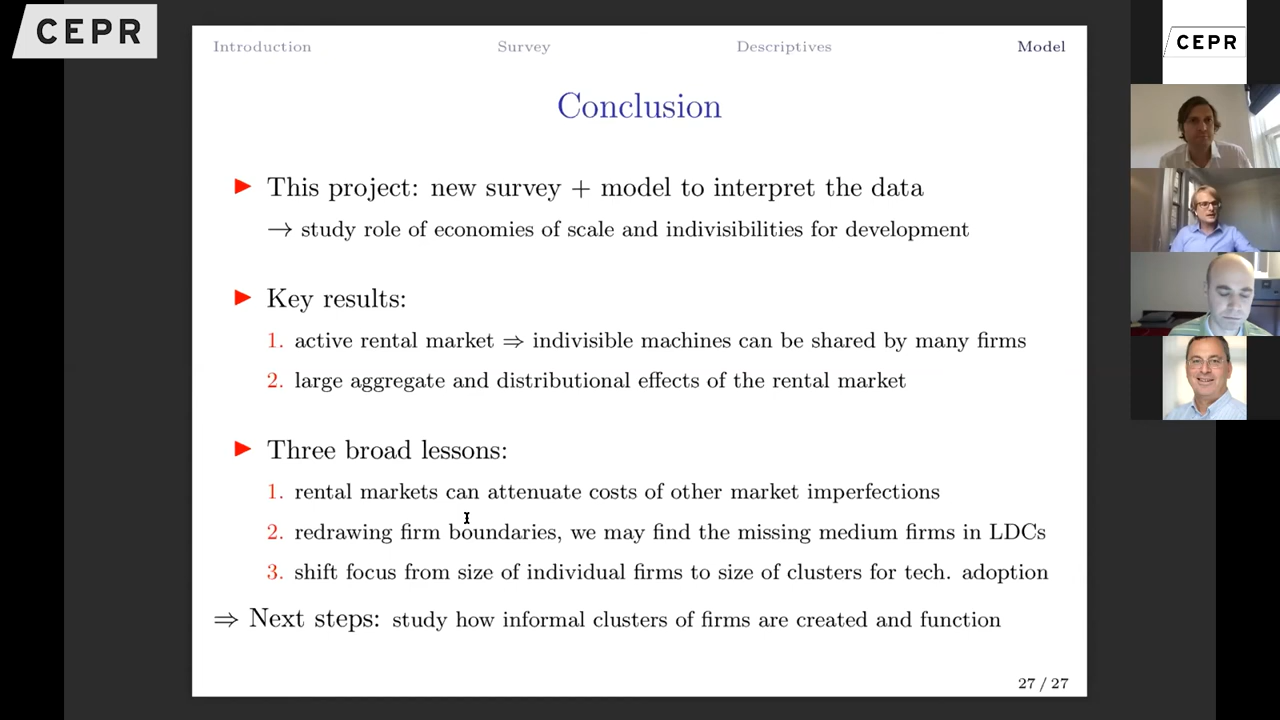 CEPR
CEPR
Introduction Survey Descriptives Model
Conclusion
This project: new survey + model to interpret the data
→ study role of economies of scale and indivisibilities for development
Key results:
1. active rental market ⇒ indivisible machines can be shared by many firms
2. large aggregate and distributional effects of the rental market
Three broad lessons:
1. rental markets can attenuate costs of other market imperfections
2. redrawing firm boundaries, we may find the missing medium firms in LDCs
3. shift focus from size of individual firms to size of clusters for tech. adoption
⇒ Next steps: study how informal clusters of firms are created and function
27 / 27